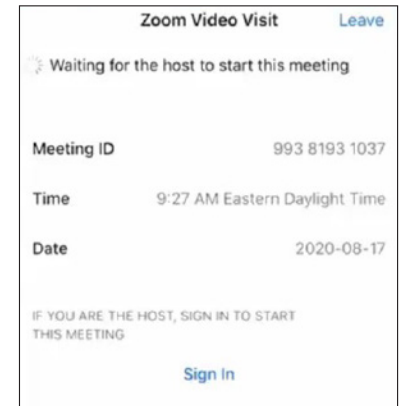 Zoom Video Visit Leave
Waiting for the host to start this meeting
Meeting ID 993 8193 1037
Time 9:27 AM Eastern Daylight Time
Date 2020-08-17
IF YOU ARE THE HOST, SIGN IN TO START
THIS MEETING
Sign In